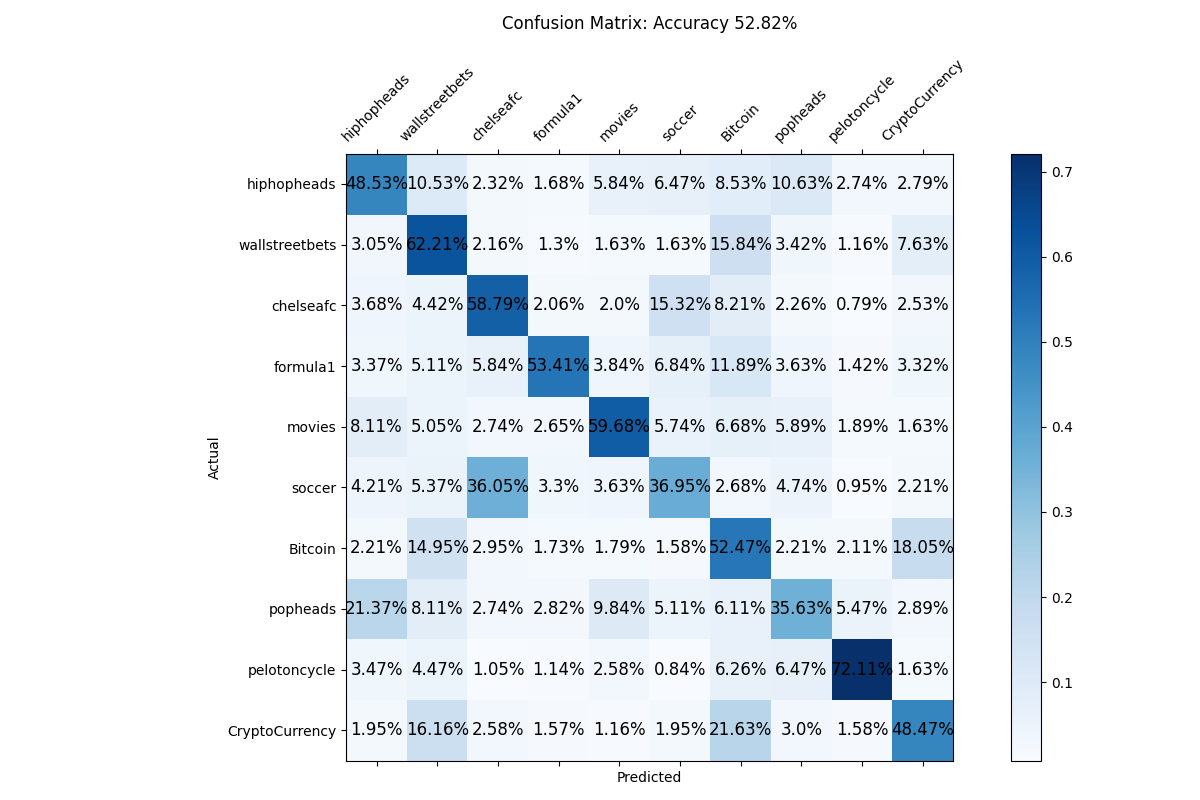 Confusion Matrix: Accuracy 52.82%
hiphopheads wallstreetbets chelseafc formula1 movies soccer Bitcoin popheads pelotoncycle CryptoCurrency
hiphopheads 48.53% 10.53% 2.32% 1.68% 5.84% 6.47% 8.53% 10.63% 2.74% 2.79%
wallstreetbets 3.05% 62.21% 2.16% 1.3% 1.63% 1.63% 15.84% 3.42% 1.16% 7.63%
chelseafc 3.68% 4.42% 58.79% 2.06% 2.0% 15.32% 8.21% 2.26% 0.79% 2.53%
formula1 3.37% 5.11% 5.84% 53.41% 3.84% 6.84% 11.89% 3.63% 1.42% 3.32%
movies 8.11% 5.05% 2.74% 2.65% 59.68% 5.74% 6.68% 5.89% 1.89% 1.63%
soccer 4.21% 5.37% 36.05% 3.3% 3.63% 36.95% 2.68% 4.74% 0.95% 2.21%
Bitcoin 2.21% 14.95% 2.95% 1.73% 1.79% 1.58% 52.47% 2.21% 2.11% 18.05%
popheads 21.37% 8.11% 2.74% 2.82% 9.84% 5.11% 6.11% 35.63% 5.47% 2.89%
pelotoncycle 3.47% 4.47% 1.05% 1.14% 2.58% 0.84% 6.26% 6.47% 72.11% 1.63%
CryptoCurrency 1.95% 16.16% 2.58% 1.57% 1.16% 1.95% 21.63% 3.0% 1.58% 48.47%
Actual
Predicted
0.7
0.6
0.5
0.4
0.3
0.2
0.1